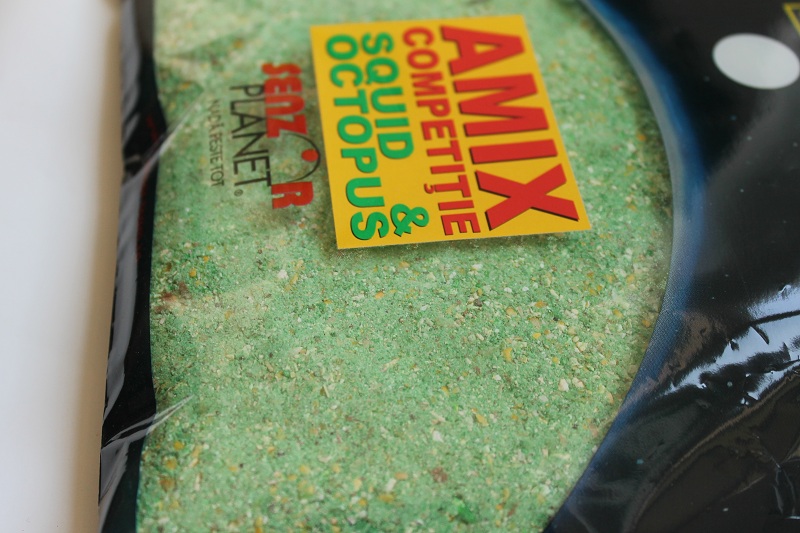 AMIX
COMPETIȚIE
SQUID &
OCTOPUS
SENZOR
PLANET®